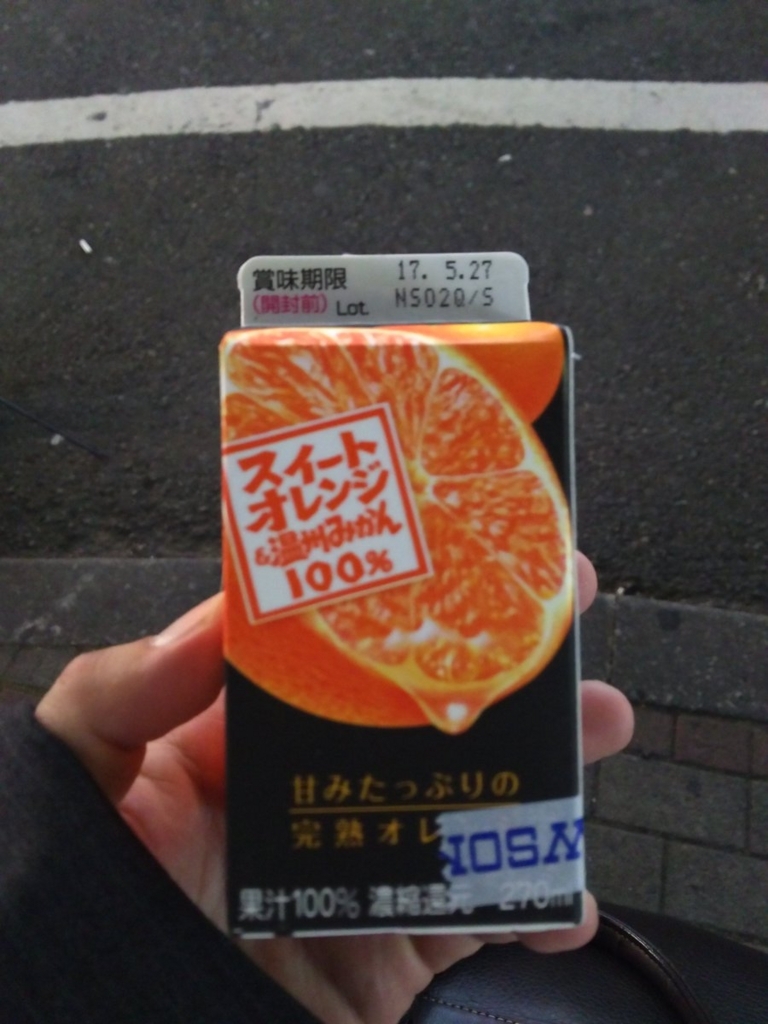 賞味期限 17. 5.27
(開封前) Lot. NS02Q/S
スイート
オレンジ
&温州みかん
100%
甘みたっぷりの
完熟オレ
果汁100% 濃縮還元 270ml